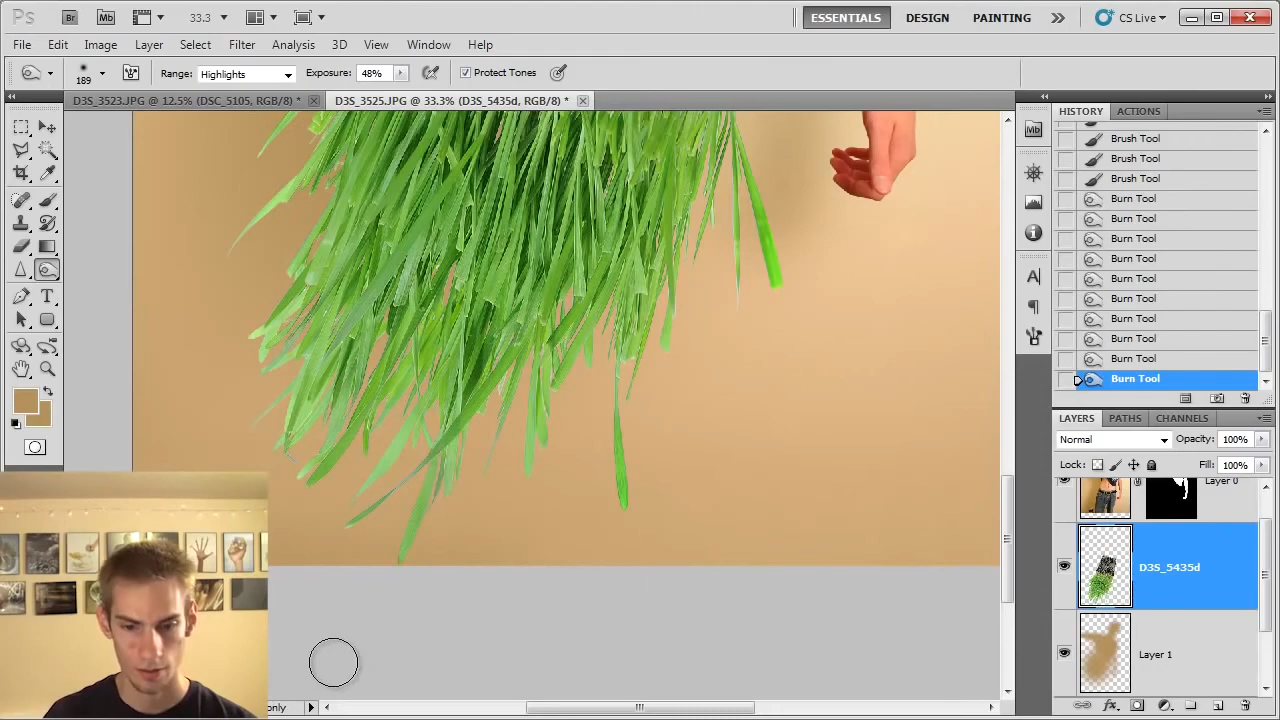 Ps Br Mb 33.3 ESSENTIALS DESIGN PAINTING CS Live
File Edit Image Layer Select Filter Analysis 3D View Window Help
189 Range: Highlights Exposure: 48% Protect Tones
D3S_3523.JPG @ 12.5% (DSC_5105, RGB/8) * D3S_3525.JPG @ 33.3% (D3S_5435d, RGB/8) *
HISTORY ACTIONS
Brush Tool
Brush Tool
Brush Tool
Burn Tool
Burn Tool
Burn Tool
Burn Tool
Burn Tool
Burn Tool
Burn Tool
Burn Tool
Burn Tool
Burn Tool
LAYERS PATHS CHANNELS
Normal Opacity: 100%
Lock: Fill: 100%
Layer 0
D3S_5435d
Layer 1
only